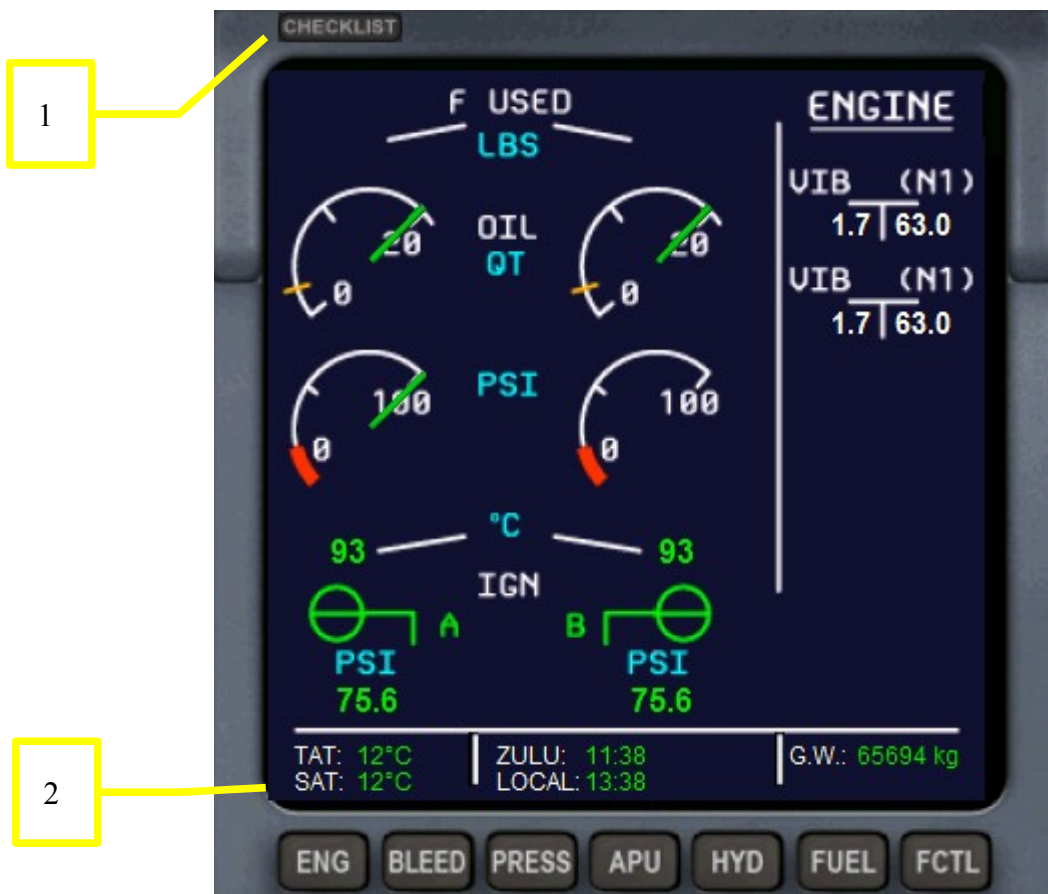 CHECKLIST
1
F USED
LBS
ENGINE
VIB (N1)
1.7 63.0
OIL
QT
20
0
20
0
VIB (N1)
1.7 63.0
PSI
100
0
100
0
°C
93
93
IGN
A
B
PSI
75.6
PSI
75.6
2
TAT: 12°C
SAT: 12°C
ZULU: 11:38
LOCAL: 13:38
G.W.: 65694 kg
ENG BLEED PRESS APU HYD FUEL FCTL